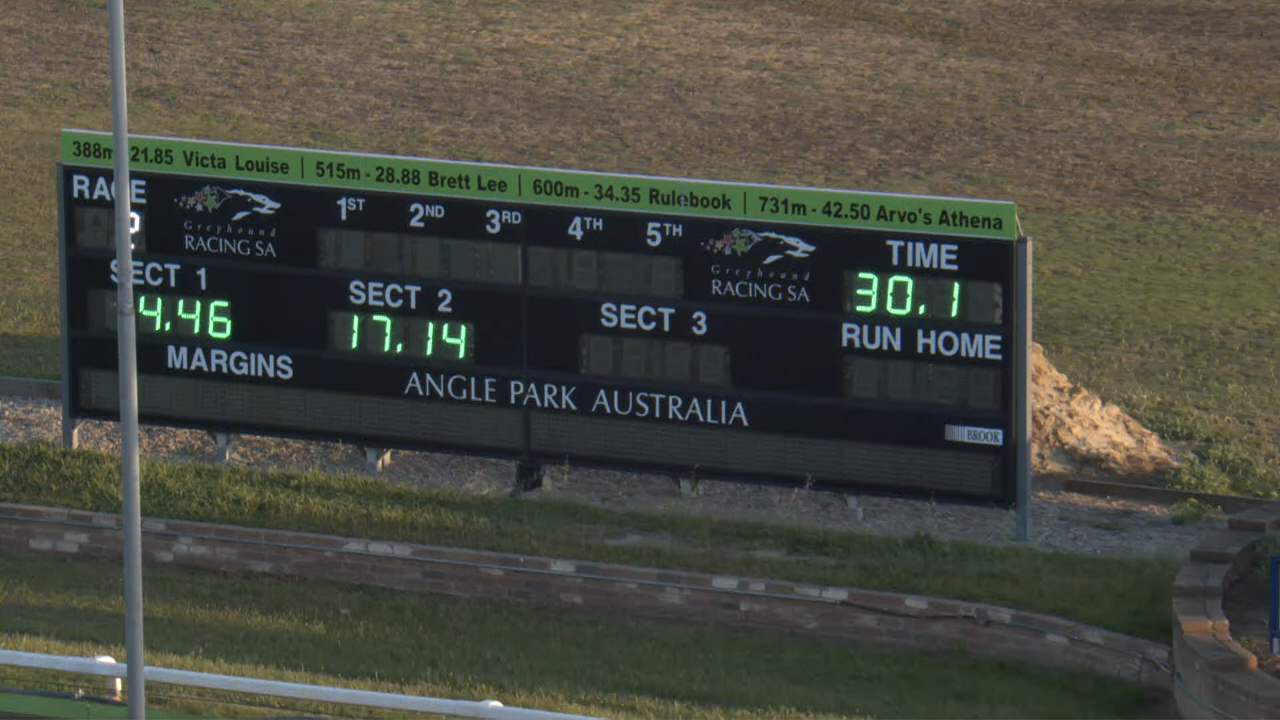 388m 21.85 Victa Louise | 515m - 28.88 Brett Lee | 600m - 34.35 Rulebook | 731m - 42.50 Arvo's Athena
RACE
Greyhound
RACING SA
1ST 2ND 3RD 4TH 5TH
Greyhound
RACING SA
TIME
30.1
SECT 1
4.46
SECT 2
17.14
SECT 3
RUN HOME
MARGINS
ANGLE PARK AUSTRALIA
BROOK